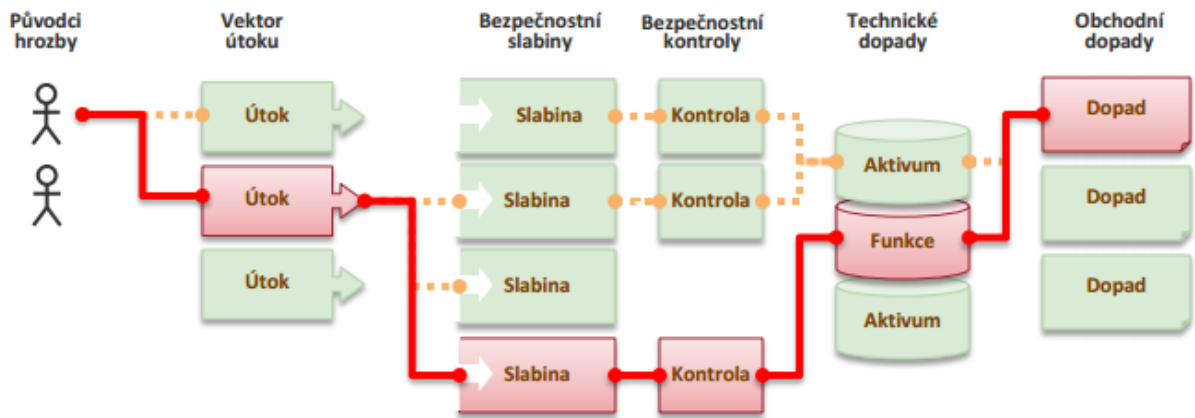 Původci
hrozby
Vektor
útoku
Bezpečnostní
slabiny
Bezpečnostní
kontroly
Technické
dopady
Obchodní
dopady
Útok
Slabina
Kontrola
Dopad
Aktivum
Útok
Slabina
Kontrola
Dopad
Funkce
Útok
Slabina
Dopad
Aktivum
Slabina
Kontrola